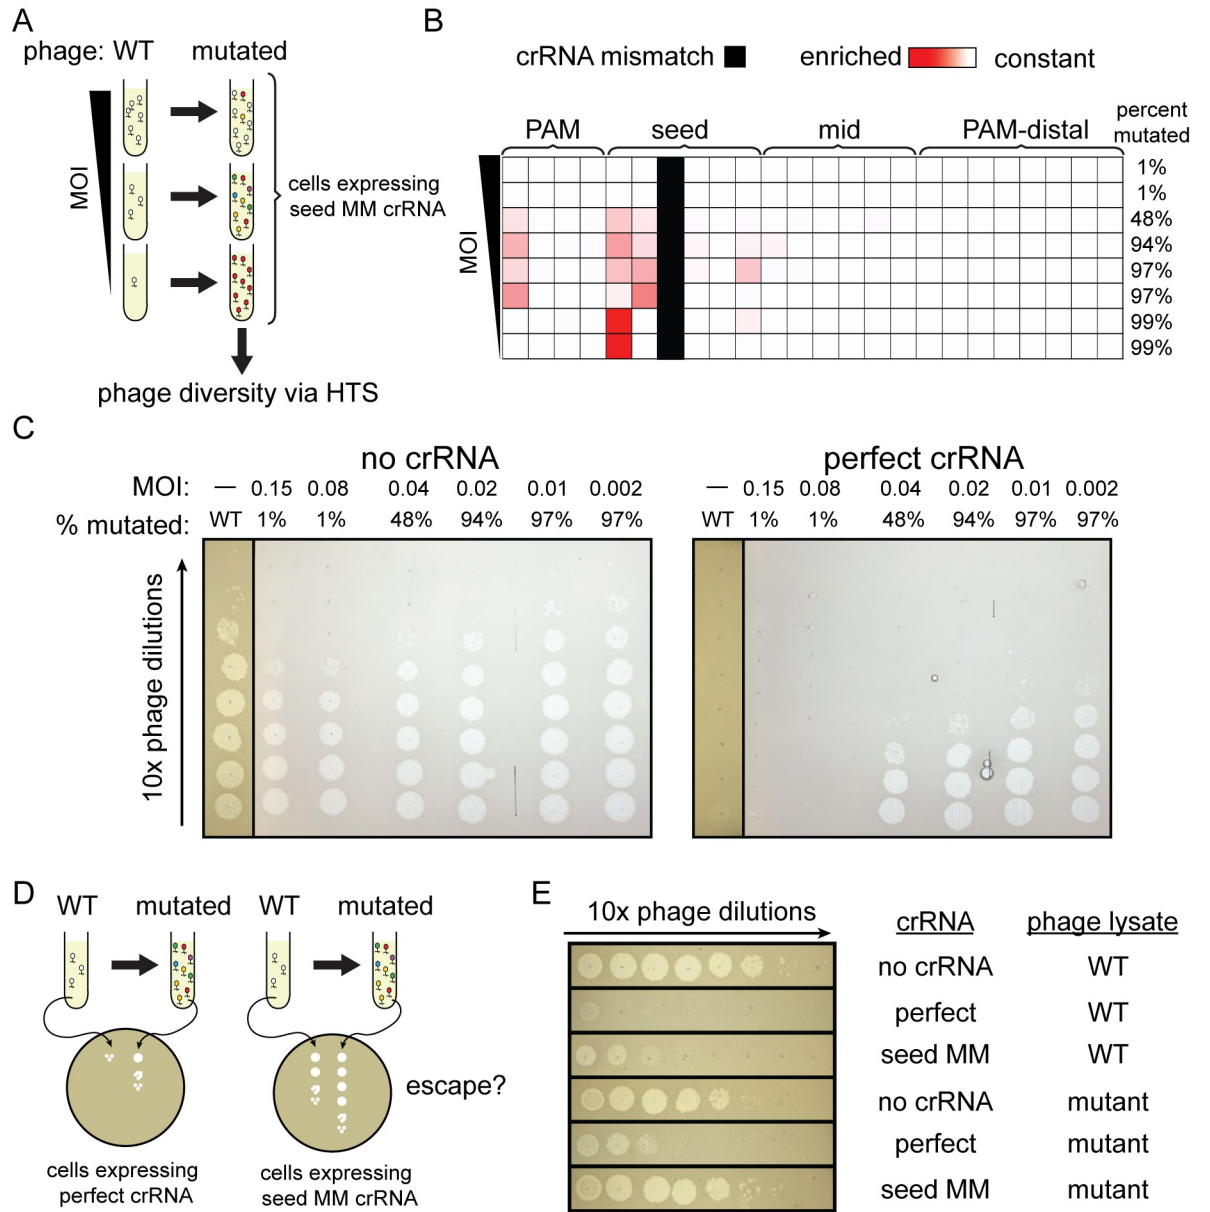 A
phage: WT mutated
MOI
cells expressing
seed MM crRNA
phage diversity via HTS
B
crRNA mismatch enriched constant
PAM seed mid PAM-distal percent
mutated
MOI
1%
1%
48%
94%
97%
97%
99%
99%
C
no crRNA
MOI: — 0.15 0.08 0.04 0.02 0.01 0.002
% mutated: WT 1% 1% 48% 94% 97% 97%
10x phage dilutions
perfect crRNA
— 0.15 0.08 0.04 0.02 0.01 0.002
WT 1% 1% 48% 94% 97% 97%
D
WT mutated WT mutated
escape?
cells expressing
perfect crRNA
cells expressing
seed MM crRNA
E
10x phage dilutions crRNA phage lysate
no crRNA WT
perfect WT
seed MM WT
no crRNA mutant
perfect mutant
seed MM mutant